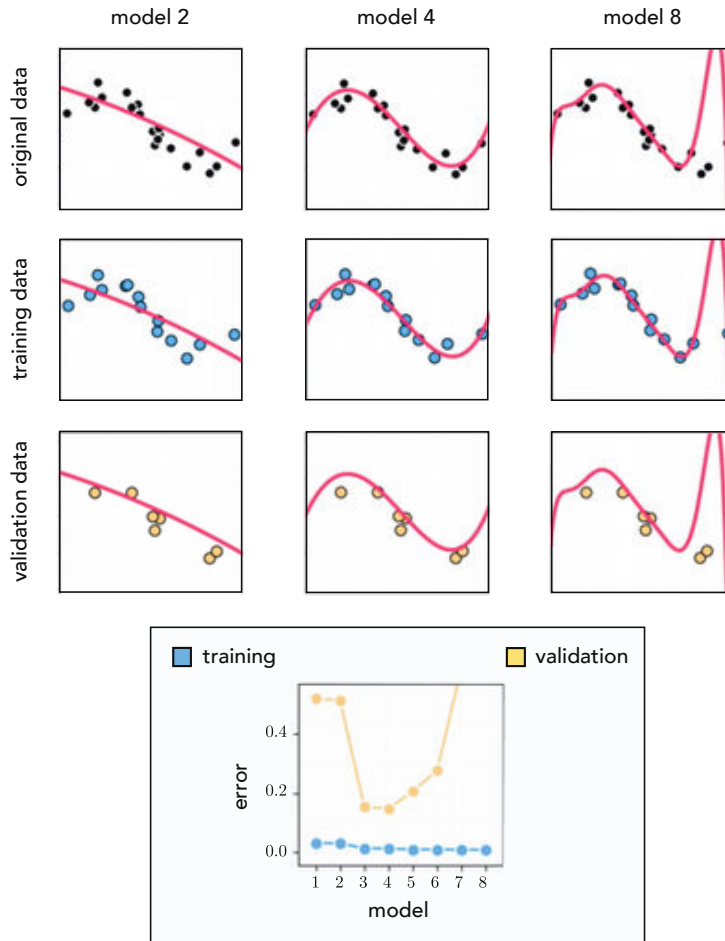 model 2 model 4 model 8
original data
training data
validation data
training validation
error
0.4
0.2
0.0
1 2 3 4 5 6 7 8
model